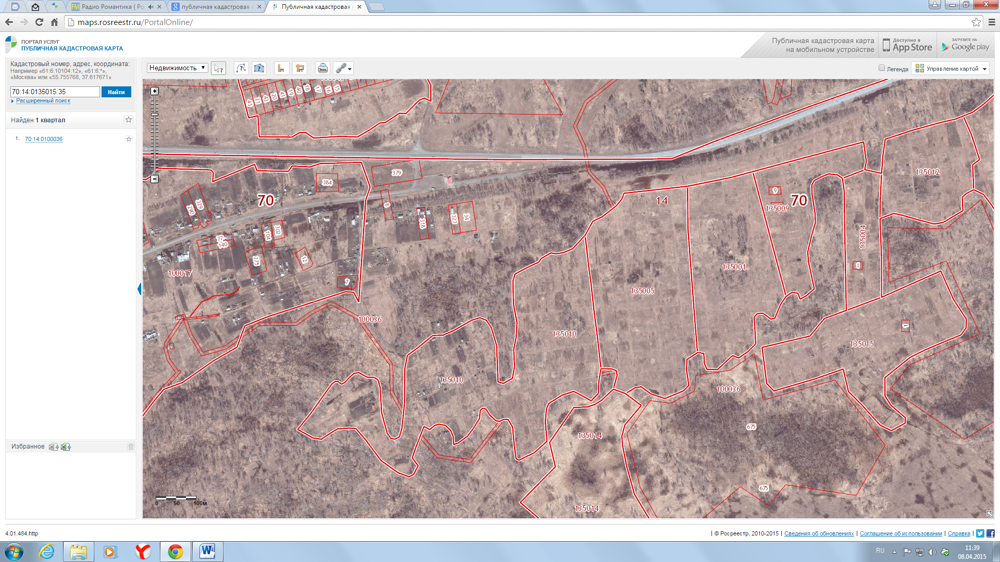 Радио Романтика ( Ро
публичная кадастровая
Публичная кадастровая
maps.rosreestr.ru/PortalOnline/
ПОРТАЛ УСЛУГ
ПУБЛИЧНАЯ КАДАСТРОВАЯ КАРТА
Публичная кадастровая карта
на мобильном устройстве
Доступно в
App Store
ЗАГРУЗИТЕ НА
Google play
Кадастровый номер, адрес, координата:
Например «61:6:10104:12», «61:6:*»,
«Москва» или «55.755768, 37.617671»
70:14:0135015:35
Найти
Расширенный поиск
Найден 1 квартал
1. 70:14:0100036
Недвижимость
Легенда
Управление картой
43 21 42 20 41 19 40 18 17 16 15
379
384
135012
329
290
70
8
14
9
70
135009
318
323
34
302
104
77
140
135004
275
12
100017
7
1
135001
135005
100036
135010
1
135015
135010
100036
675
135014
675
135014
0 50 100м
Избранное
4.01.484.http
| © Росреестр, 2010-2015 | Сведения об обновлениях | Соглашение об использовании | Справка |
RU
11:39
08.04.2015